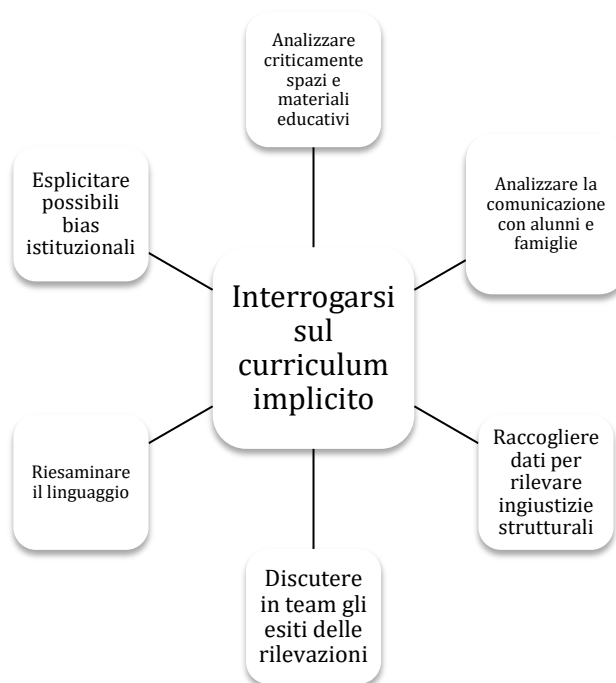 Analizzare
criticamente
spazi e
materiali
educativi
Analizzare la
comunicazione
con alunni e
famiglie
Raccogliere
dati per
rilevare
ingiustizie
strutturali
Discutere
in team gli
esiti delle
rilevazioni
Riesaminare
il linguaggio
Esplicitare
possibili
bias
istituzionali
Interrogarsi
sul
curriculum
implicito